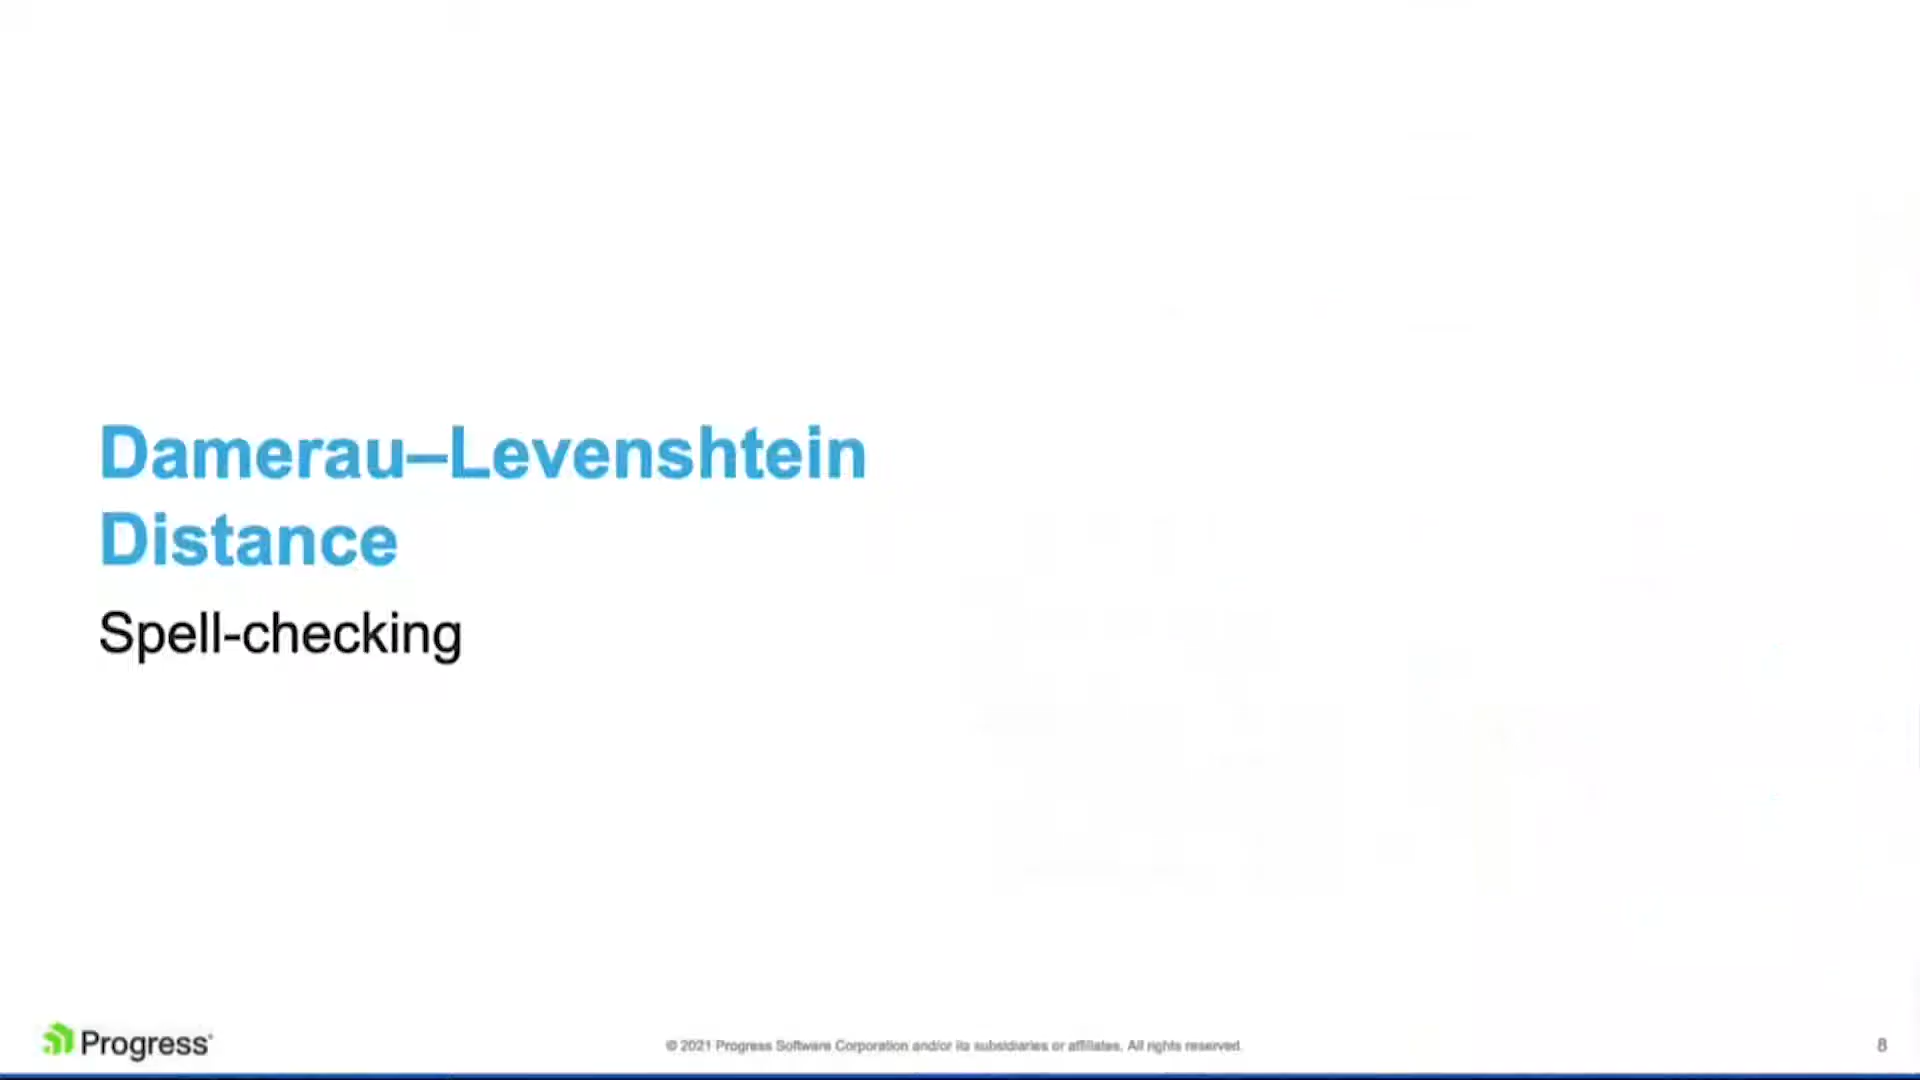 Damerau–Levenshtein
Distance
Spell-checking
Progress®
© 2021 Progress Software Corporation and/or its subsidiaries or affiliates. All rights reserved.
8